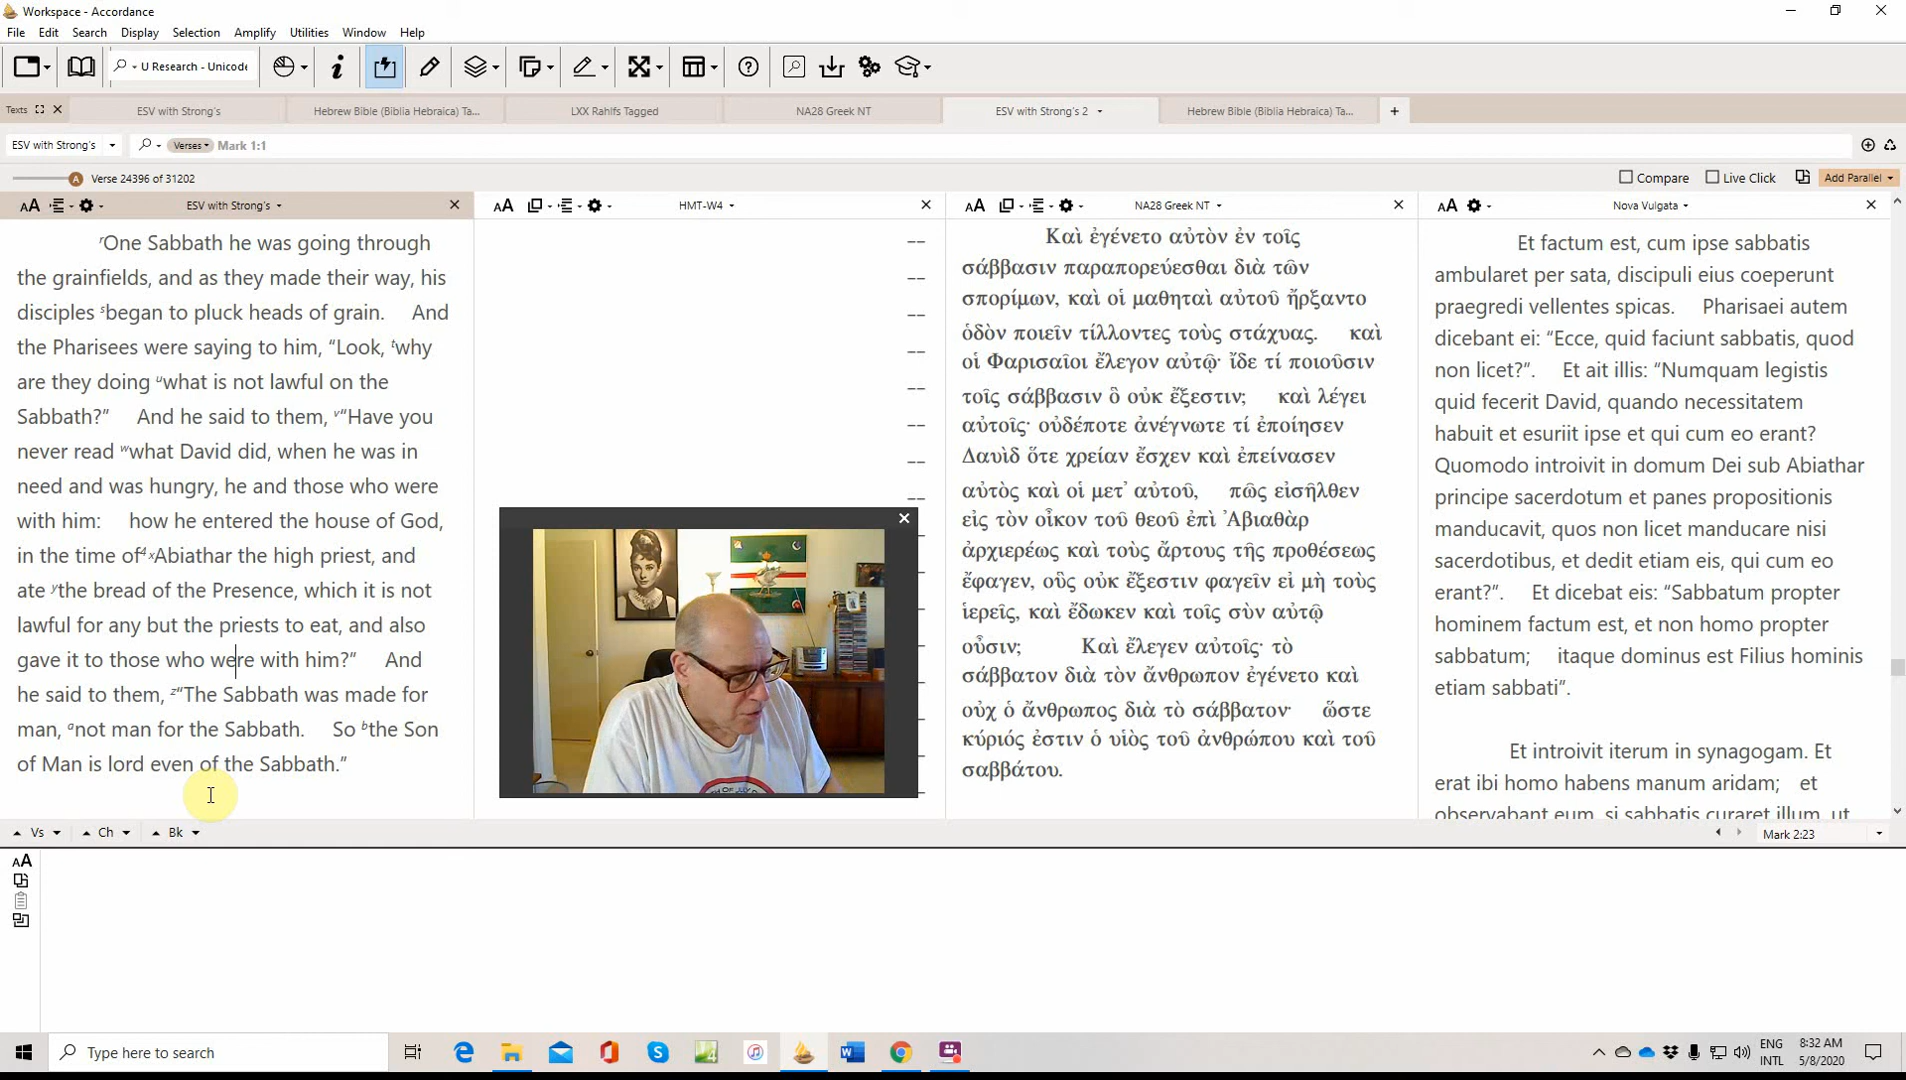 Workspace - Accordance
File Edit Search Display Selection Amplify Utilities Window Help
U Research - Unicode
Texts ESV with Strong's Hebrew Bible (Biblia Hebraica) Ta... LXX Rahlfs Tagged NA28 Greek NT ESV with Strong's 2 Hebrew Bible (Biblia Hebraica) Ta... +
ESV with Strong's Verses Mark 1:1
A Verse 24396 of 31202 Compare Live Click Add Parallel
AA ESV with Strong's
ʳOne Sabbath he was going through
the grainfields, and as they made their way, his
disciples ˢbegan to pluck heads of grain. And
the Pharisees were saying to him, “Look, ᵗwhy
are they doing ᵘwhat is not lawful on the
Sabbath?” And he said to them, ᵛ“Have you
never read ʷwhat David did, when he was in
need and was hungry, he and those who were
with him: how he entered the house of God,
in the time of⁴ ˣAbiathar the high priest, and
ate ʸthe bread of the Presence, which it is not
lawful for any but the priests to eat, and also
gave it to those who were with him?” And
he said to them, ᶻ“The Sabbath was made for
man, ᵃnot man for the Sabbath. So ᵇthe Son
of Man is lord even of the Sabbath.”
AA HMT-W4
AA NA28 Greek NT
Καὶ ἐγένετο αὐτὸν ἐν τοῖς
σάββασιν παραπορεύεσθαι διὰ τῶν
σπορίμων, καὶ οἱ μαθηταὶ αὐτοῦ ἤρξαντο
ὁδὸν ποιεῖν τίλλοντες τοὺς στάχυας. καὶ
οἱ Φαρισαῖοι ἔλεγον αὐτῷ· ἴδε τί ποιοῦσιν
τοῖς σάββασιν ὃ οὐκ ἔξεστιν; καὶ λέγει
αὐτοῖς· οὐδέποτε ἀνέγνωτε τί ἐποίησεν
Δαυὶδ ὅτε χρείαν ἔσχεν καὶ ἐπείνασεν
αὐτὸς καὶ οἱ μετ’ αὐτοῦ, πῶς εἰσῆλθεν
εἰς τὸν οἶκον τοῦ θεοῦ ἐπὶ Ἀβιαθὰρ
ἀρχιερέως καὶ τοὺς ἄρτους τῆς προθέσεως
ἔφαγεν, οὓς οὐκ ἔξεστιν φαγεῖν εἰ μὴ τοὺς
ἱερεῖς, καὶ ἔδωκεν καὶ τοῖς σὺν αὐτῷ
οὖσιν; Καὶ ἔλεγεν αὐτοῖς· τὸ
σάββατον διὰ τὸν ἄνθρωπον ἐγένετο καὶ
οὐχ ὁ ἄνθρωπος διὰ τὸ σάββατον· ὥστε
κύριός ἐστιν ὁ υἱὸς τοῦ ἀνθρώπου καὶ τοῦ
σαββάτου.
AA Nova Vulgata
Et factum est, cum ipse sabbatis
ambularet per sata, discipuli eius coeperunt
praegredi vellentes spicas. Pharisaei autem
dicebant ei: “Ecce, quid faciunt sabbatis, quod
non licet?”. Et ait illis: “Numquam legistis
quid fecerit David, quando necessitatem
habuit et esuriit ipse et qui cum eo erant?
Quomodo introivit in domum Dei sub Abiathar
principe sacerdotum et panes propositionis
manducavit, quos non licet manducare nisi
sacerdotibus, et dedit etiam eis, qui cum eo
erant?”. Et dicebat eis: “Sabbatum propter
hominem factum est, et non homo propter
sabbatum; itaque dominus est Filius hominis
etiam sabbati”.
Et introivit iterum in synagogam. Et
erat ibi homo habens manum aridam; et
observabant eum, si sabbatis curaret illum, ut
Vs Ch Bk Mark 2:23
AA
Type here to search
ENG 8:32 AM
INTL 5/8/2020